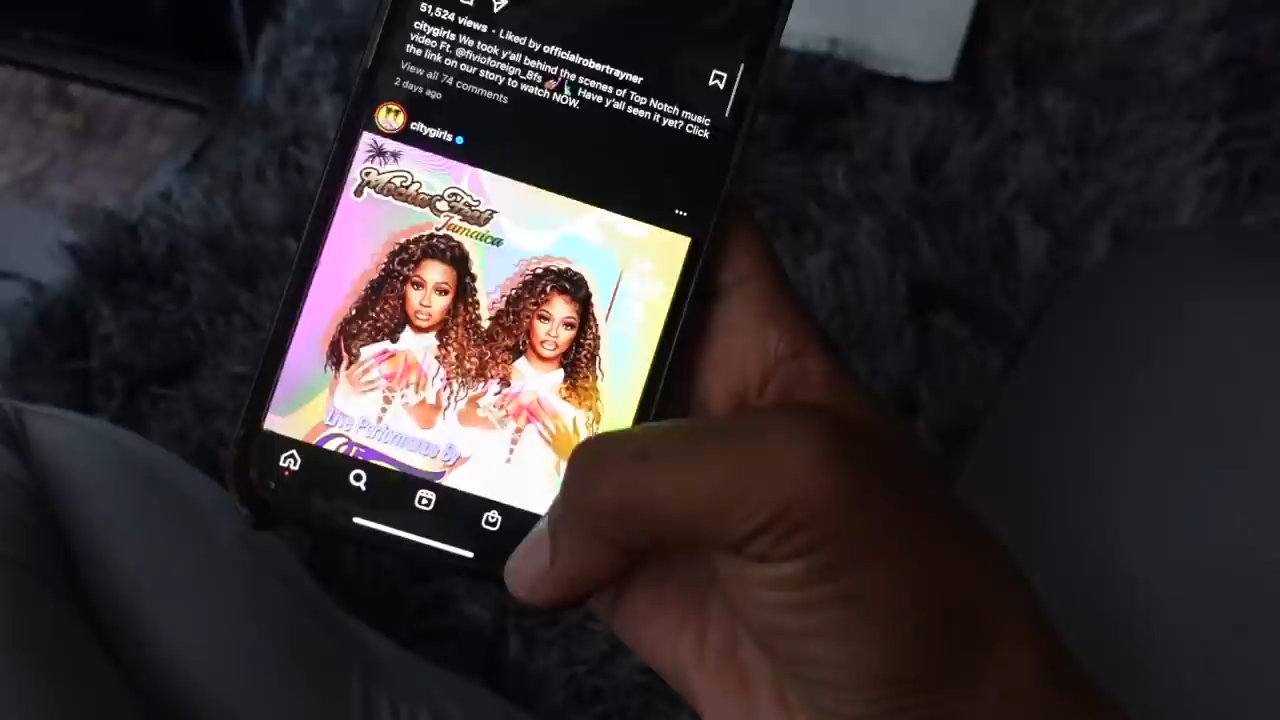 51,524 views · Liked by officialrobertrayner
citygirls We took y'all behind the scenes of Top Notch music
video Ft. @fivioforeign_8fs Have y'all seen it yet? Click
the link on our story to watch NOW.
View all 74 comments
2 days ago
citygirls
Mocha Fest
Jamaica
Live Performance By